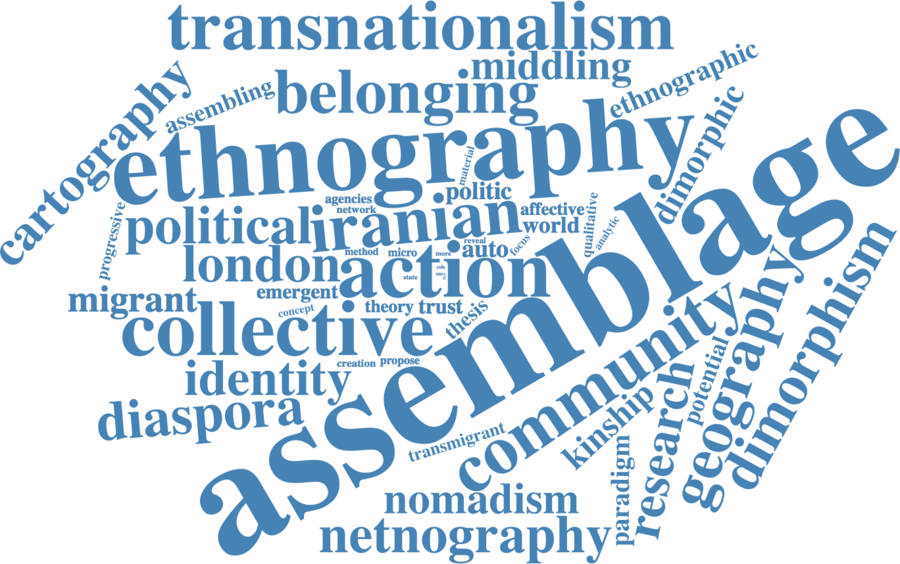 transnationalism
middling
belonging
assembling
ethnographic
cartography
ethnography
dimorphic
assemblage
material
politic
agencies
network
progressive
political
iranian
affective
world
qualitative
analytic
method
micro
more
reveal
auto
focus
london
action
state
role
emergent
migrant
theory
trust
concept
thesis
collective
creation
propose
community
geography
dimorphism
identity
potential
diaspora
kinship
research
transmigrant
paradigm
nomadism
netnography